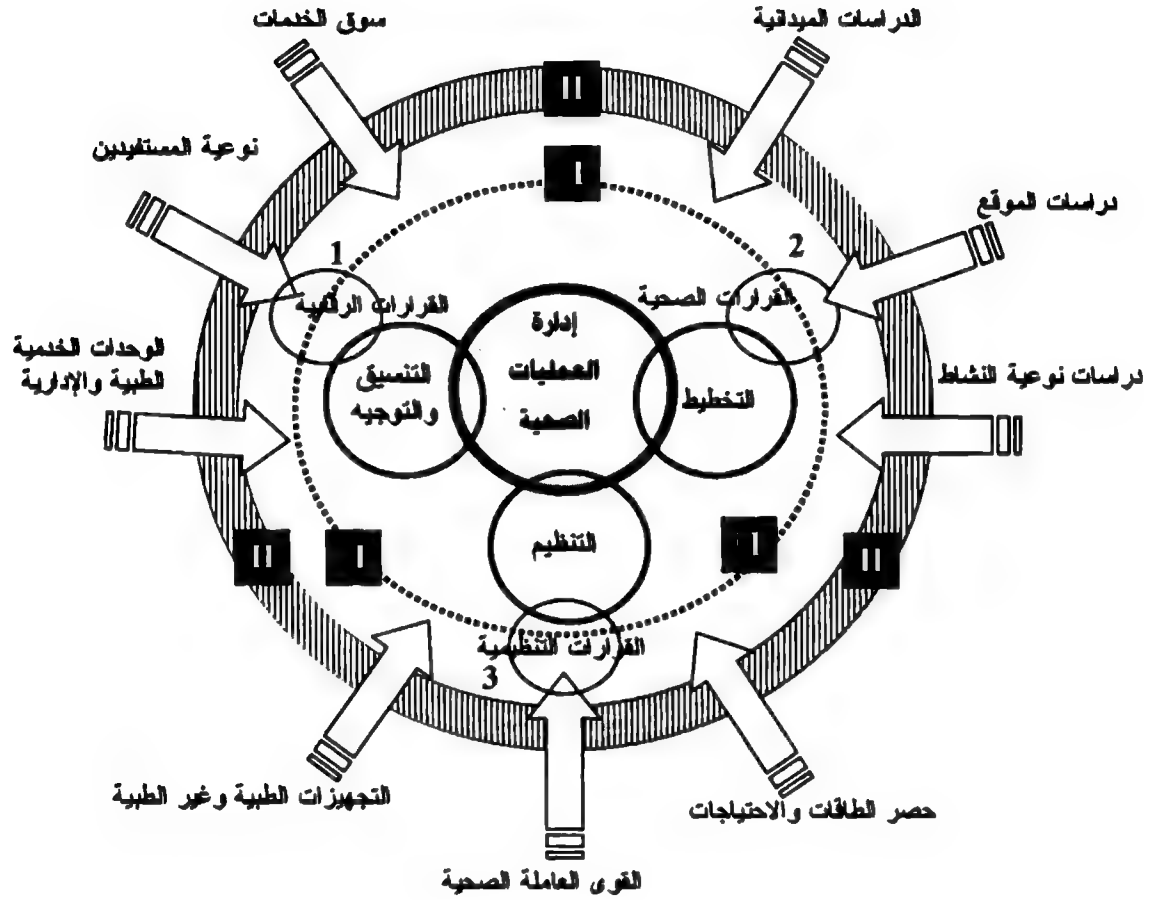 الدراسات الميدانية
سوق الخدمات
II
نوعية المستفيدين
I
دراسات الموقع
1
2
القرارات الصحية
القرارات الرقابية
إدارة
العمليات
الصحية
الوحدات الخدمية
الطبية والإدارية
التنسيق
والتوجيه
التخطيط
دراسات نوعية النشاط
التنظيم
I
II
I
II
القرارات التنظيمية
3
التجهيزات الطبية وغير الطبية
حصر الطاقات والاحتياجات
القوى العاملة الصحية